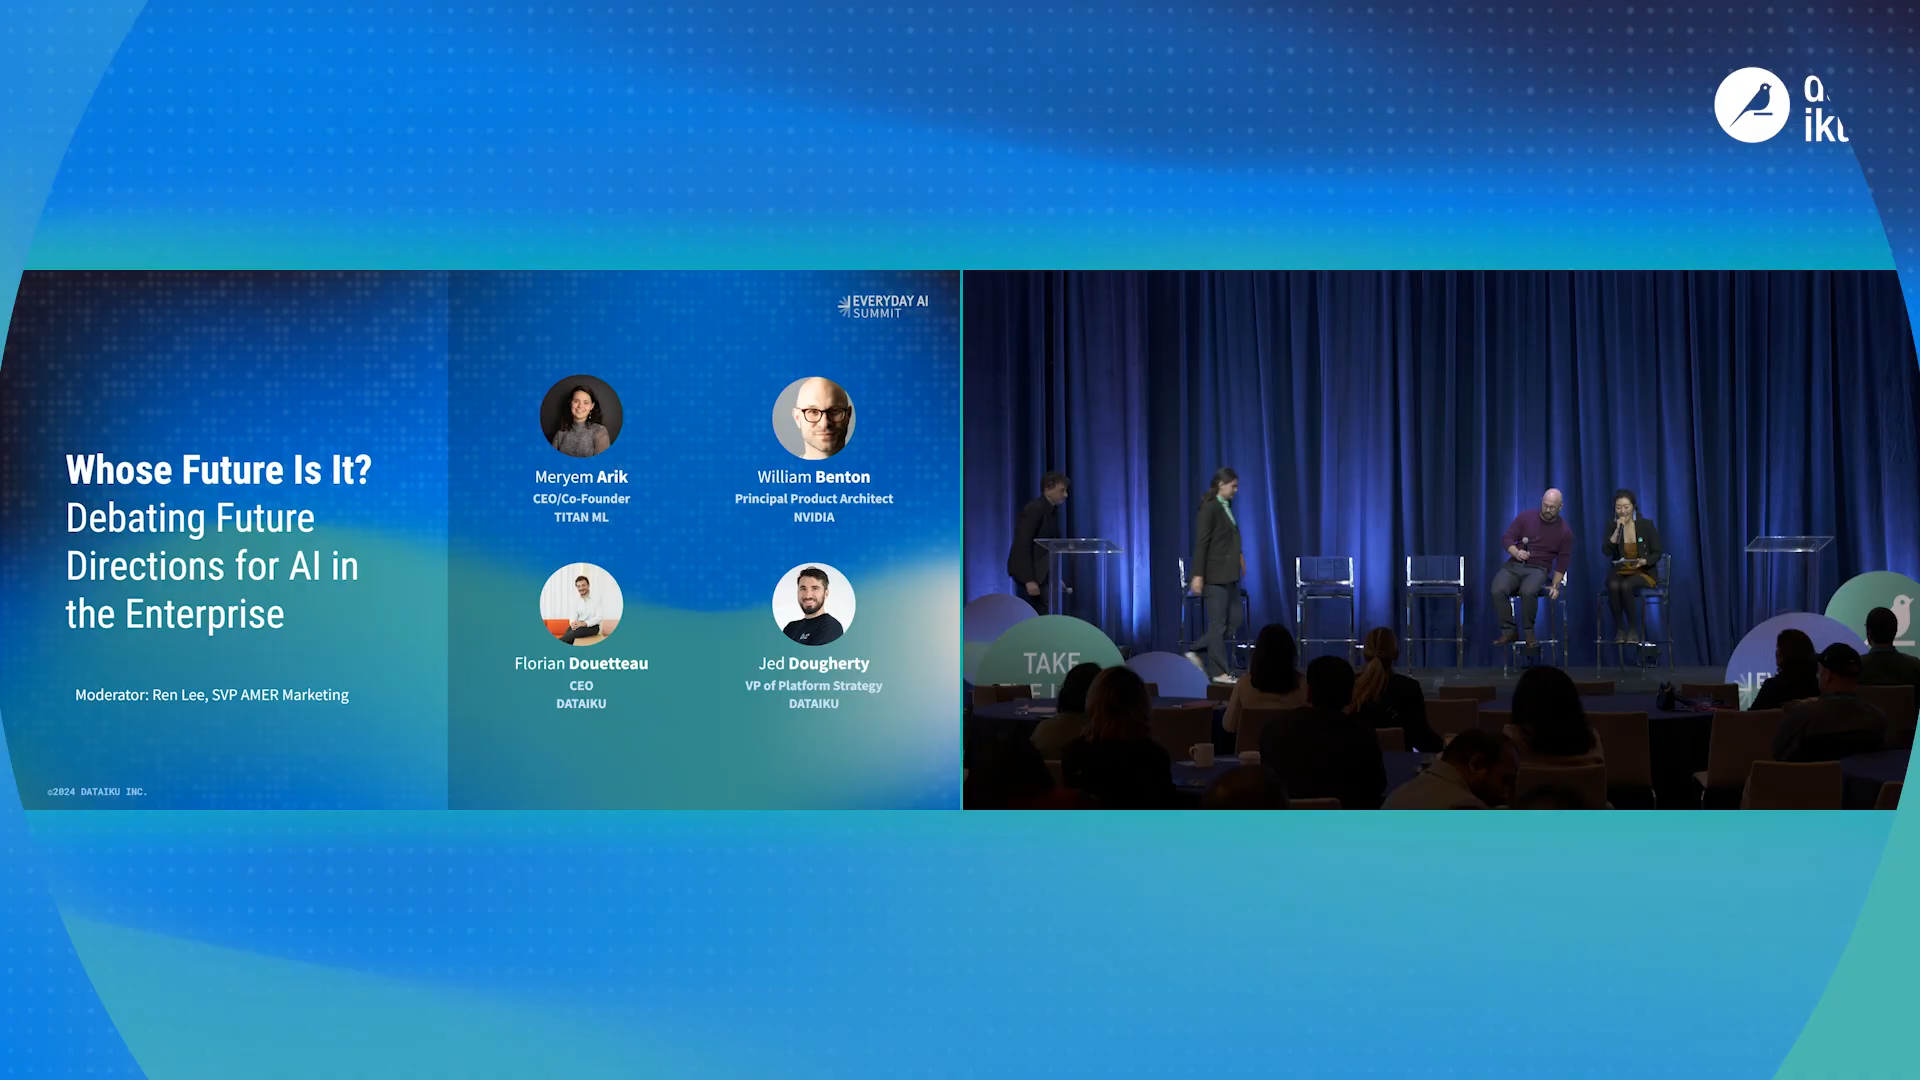 EVERYDAY AI
SUMMIT
Whose Future Is It?
Debating Future
Directions for AI in
the Enterprise
Moderator: Ren Lee, SVP AMER Marketing
©2024 DATAIKU INC.
Meryem Arik
CEO/Co-Founder
TITAN ML
William Benton
Principal Product Architect
NVIDIA
Florian Douetteau
CEO
DATAIKU
Jed Dougherty
VP of Platform Strategy
DATAIKU
TAKE